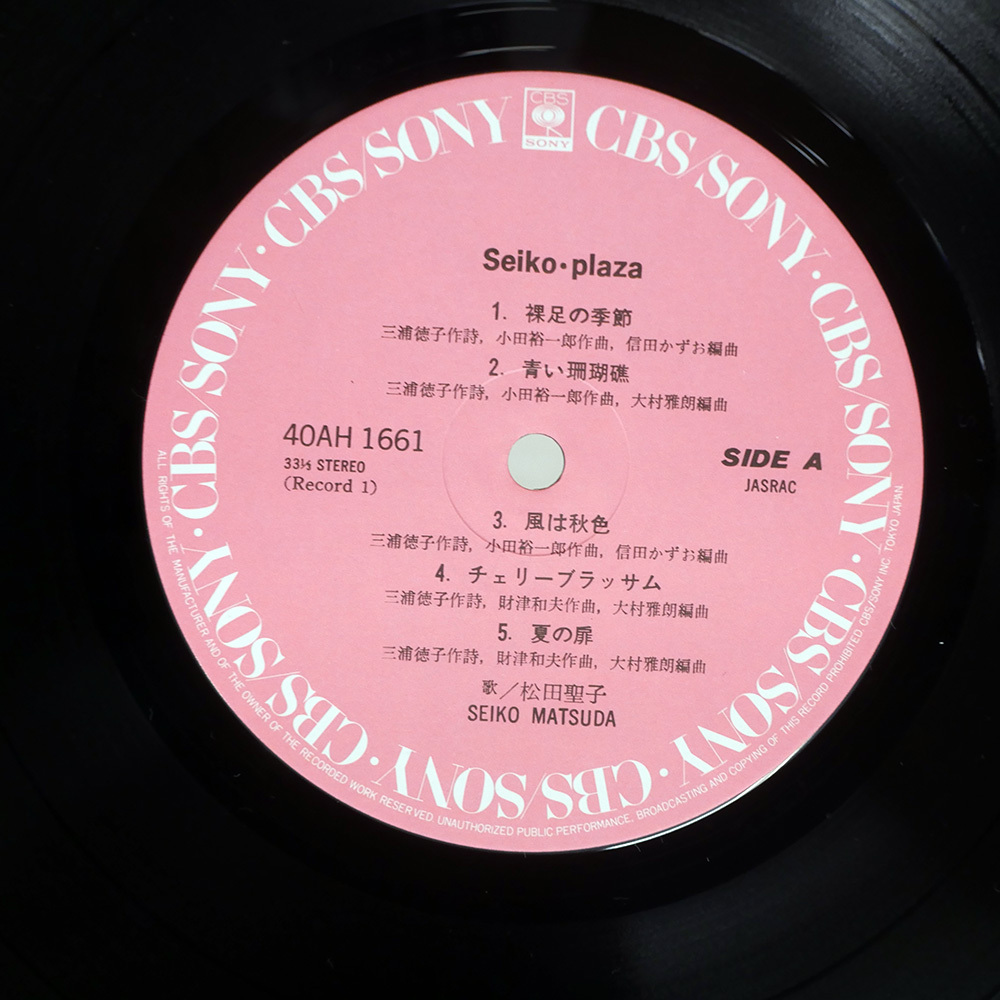 CBS/SONY · CBS/SONY · CBS/SONY · CBS/SONY · CBS/SONY · CBS/SONY · CBS/SONY · CBS/SONY
CBS
SONY
Seiko・plaza
1. 裸足の季節
三浦徳子作詩, 小田裕一郎作曲, 信田かずお編曲
2. 青い珊瑚礁
三浦徳子作詩, 小田裕一郎作曲, 大村雅朗編曲
40AH 1661
33⅓ STEREO
(Record 1)
SIDE A
JASRAC
3. 風は秋色
三浦徳子作詩, 小田裕一郎作曲, 信田かずお編曲
4. チェリーブラッサム
三浦徳子作詩, 財津和夫作曲, 大村雅朗編曲
5. 夏の扉
三浦徳子作詩, 財津和夫作曲, 大村雅朗編曲
歌／松田聖子
SEIKO MATSUDA
ALL RIGHTS OF THE MANUFACTURER AND OF THE OWNER OF THE RECORDED WORK RESERVED. UNAUTHORIZED PUBLIC PERFORMANCE, BROADCASTING AND COPYING OF THIS RECORD PROHIBITED. CBS/SONY INC. TOKYO JAPAN.